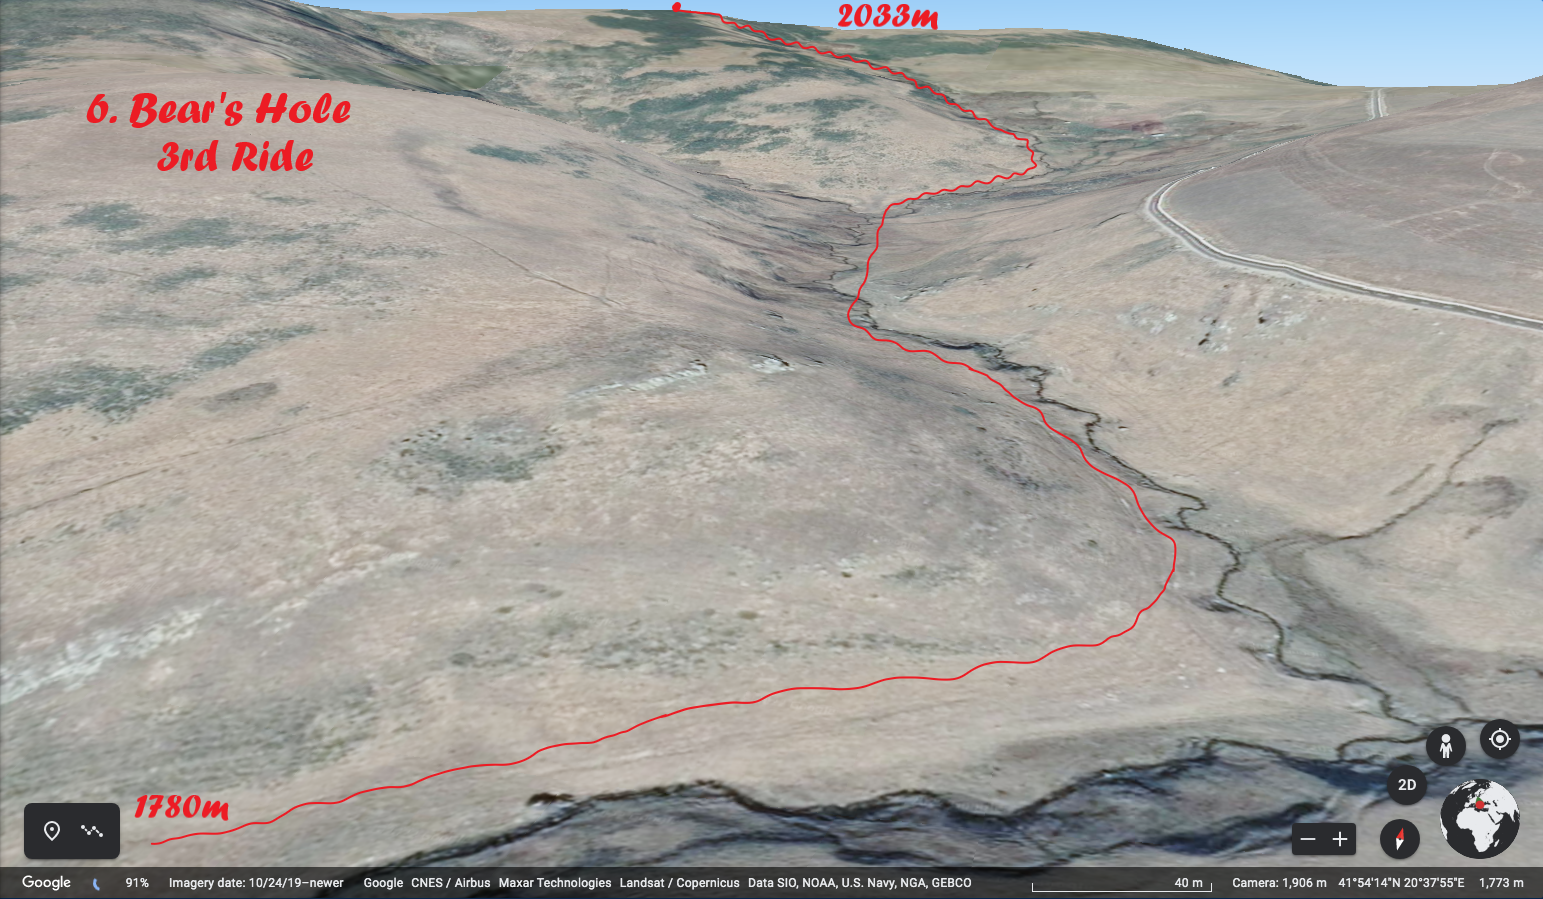 2033m
6. Bear's Hole
3rd Ride
1780m
2D
Google 91% Imagery date: 10/24/19–newer Google CNES / Airbus Maxar Technologies Landsat / Copernicus Data SIO, NOAA, U.S. Navy, NGA, GEBCO 40 m Camera: 1,906 m 41°54'14"N 20°37'55"E 1,773 m